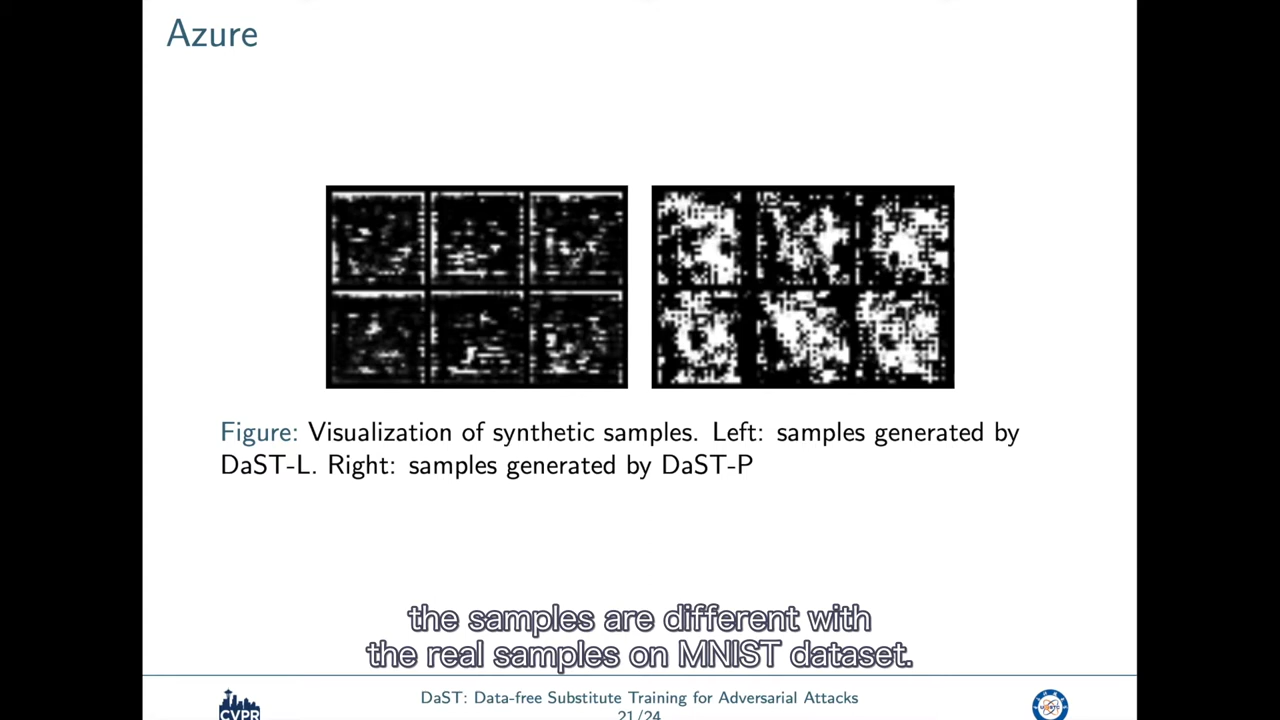 Azure
Figure: Visualization of synthetic samples. Left: samples generated by
DaST-L. Right: samples generated by DaST-P
the samples are different with
the real samples on MNIST dataset.
DaST: Data-free Substitute Training for Adversarial Attacks
CVPR
21/24